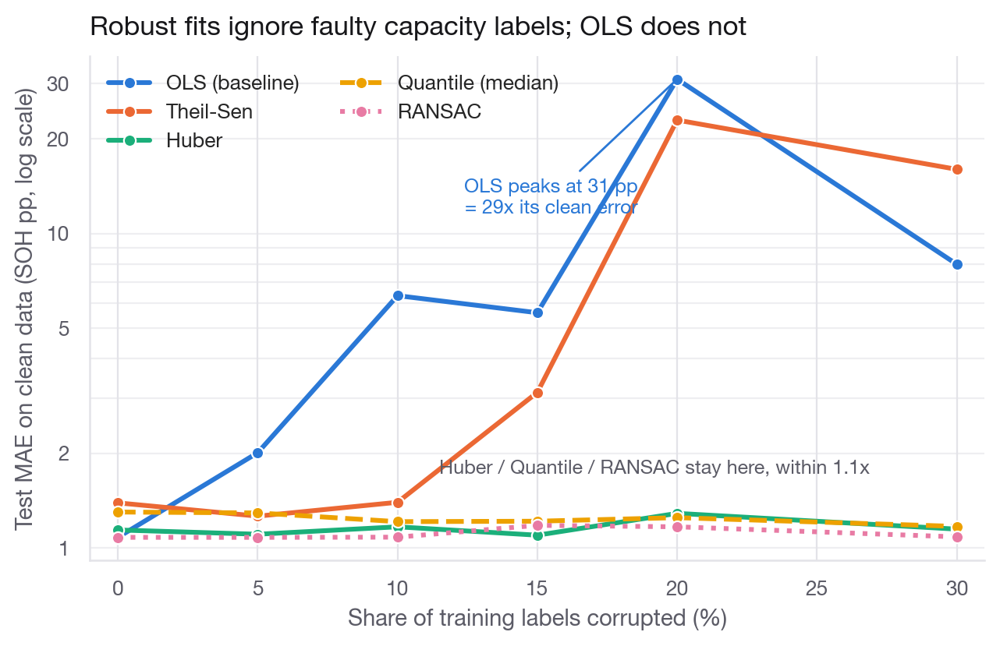 Robust fits ignore faulty capacity labels; OLS does not
OLS (baseline)
Theil-Sen
Huber
Quantile (median)
RANSAC
Test MAE on clean data (SOH pp, log scale)
30
20
10
5
2
1
OLS peaks at 31 pp
= 29x its clean error
Huber / Quantile / RANSAC stay here, within 1.1x
0
5
10
15
20
25
30
Share of training labels corrupted (%)